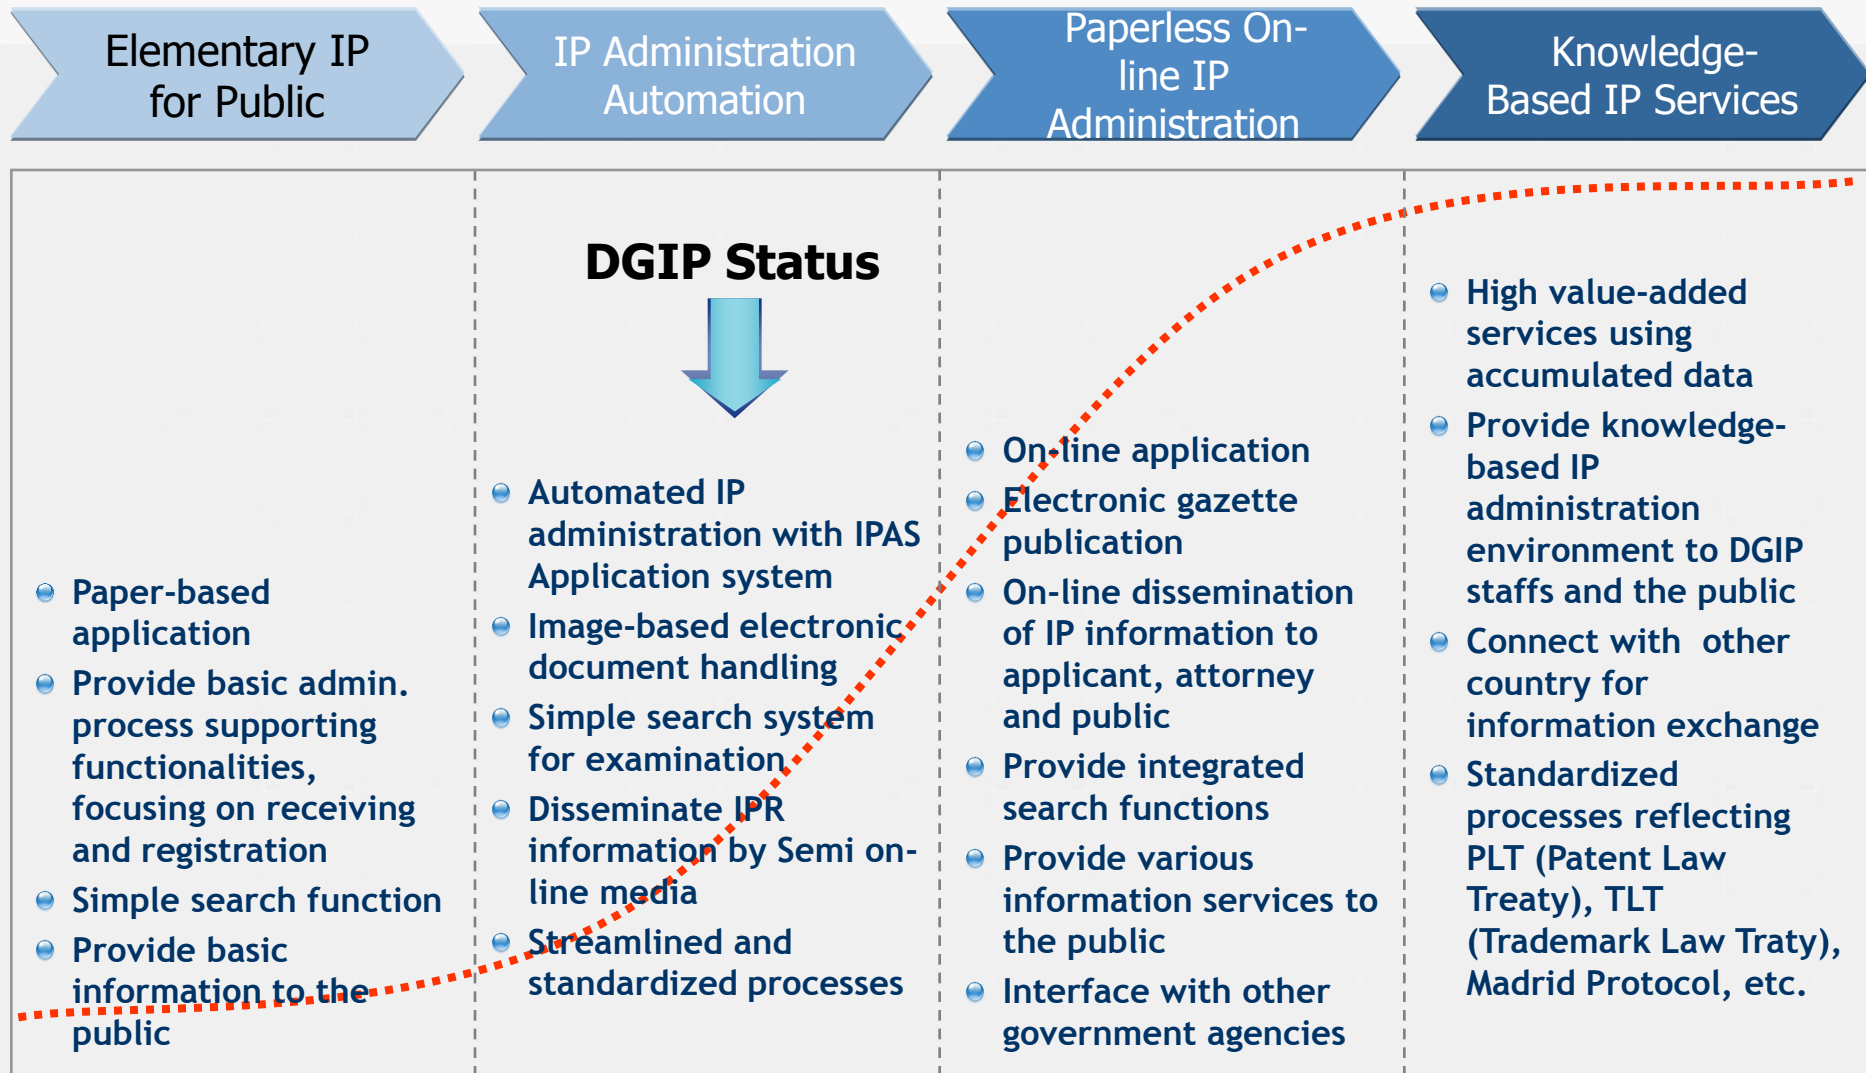 Elementary IP
for Public
IP Administration
Automation
Paperless On-
line IP
Administration
Knowledge-
Based IP Services
Paper-based
application
Provide basic admin.
process supporting
functionalities,
focusing on receiving
and registration
Simple search function
Provide basic
information to the
public
DGIP Status
Automated IP
administration with IPAS
Application system
Image-based electronic
document handling
Simple search system
for examination
Disseminate IPR
information by Semi on-
line media
Streamlined and
standardized processes
On-line application
Electronic gazette
publication
On-line dissemination
of IP information to
applicant, attorney
and public
Provide integrated
search functions
Provide various
information services to
the public
Interface with other
government agencies
High value-added
services using
accumulated data
Provide knowledge-
based IP
administration
environment to DGIP
staffs and the public
Connect with other
country for
information exchange
Standardized
processes reflecting
PLT (Patent Law
Treaty), TLT
(Trademark Law Traty),
Madrid Protocol, etc.